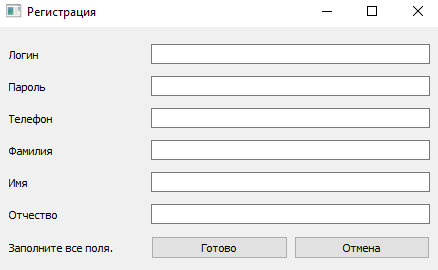 Регистрация
Логин
Пароль
Телефон
Фамилия
Имя
Отчество
Заполните все поля. Готово Отмена